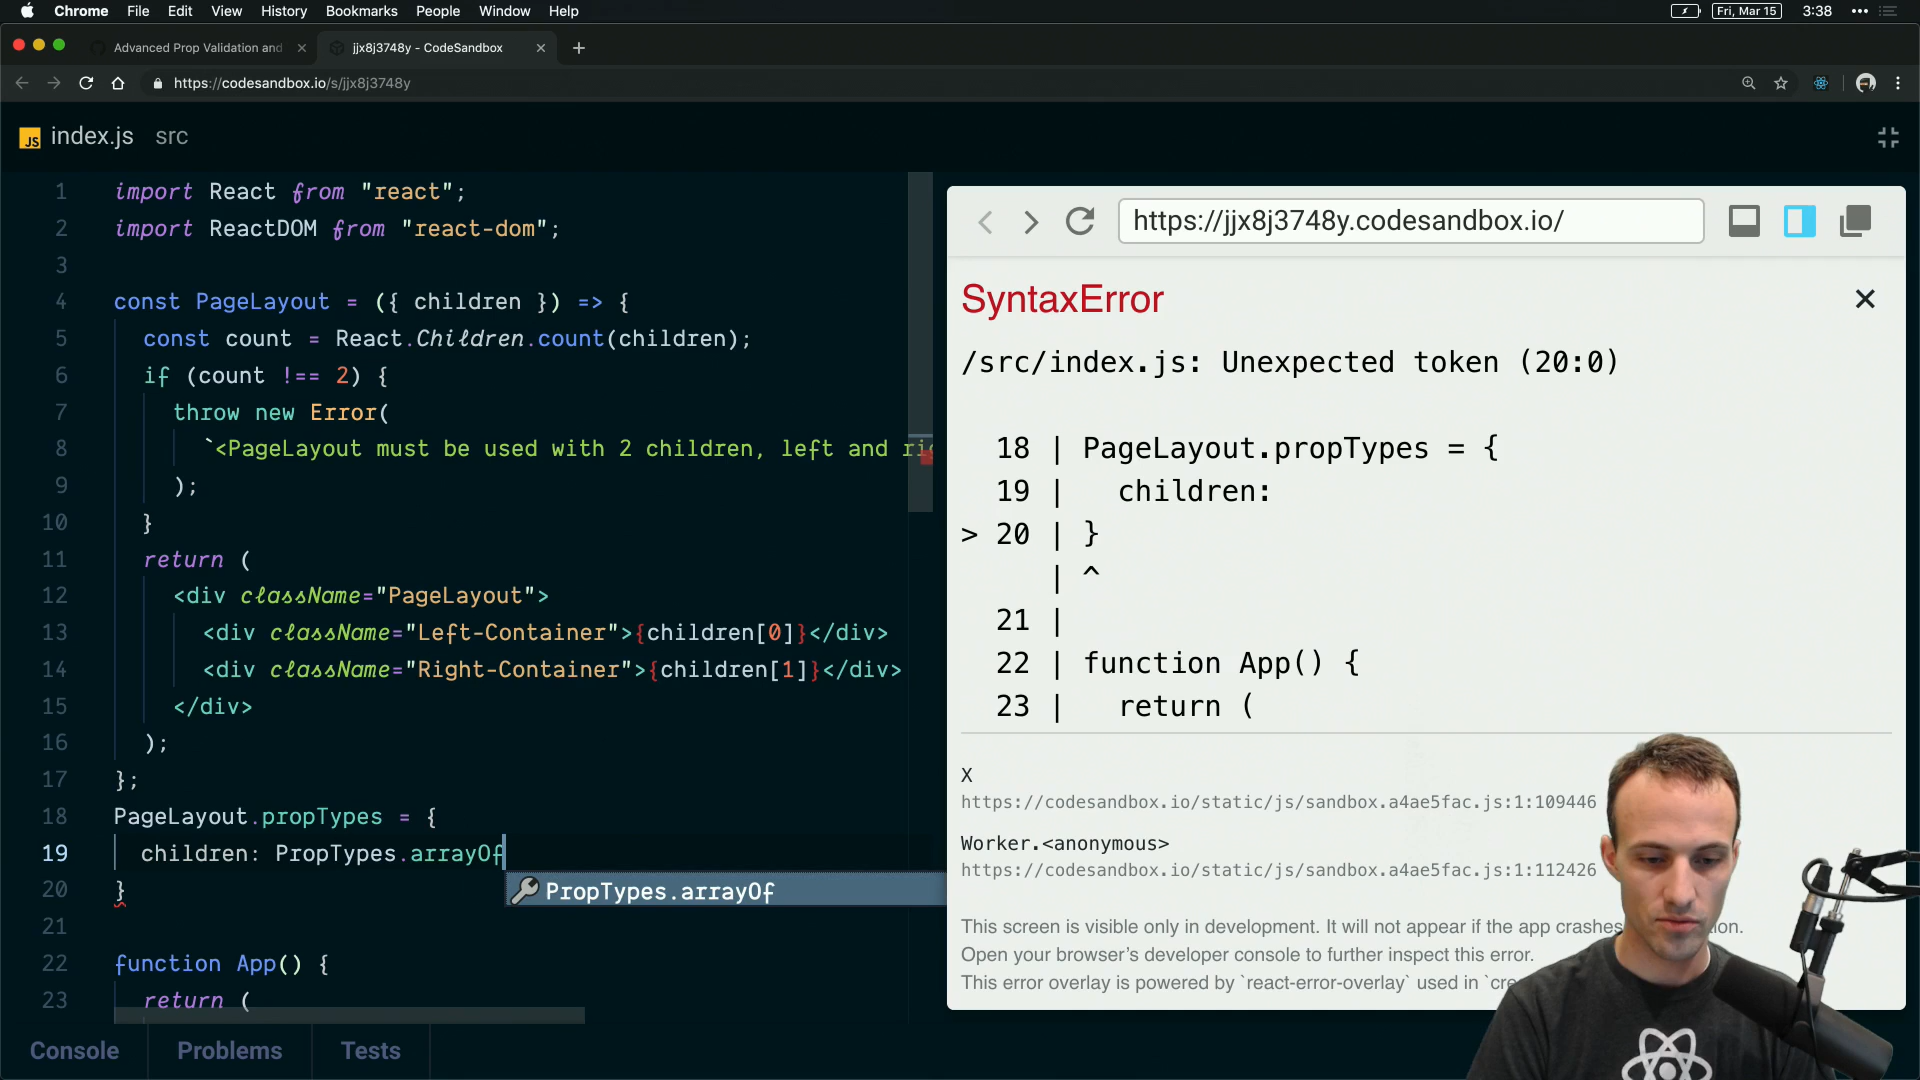 Chrome File Edit View History Bookmarks People Window Help Fri, Mar 15 3:38
Advanced Prop Validation and
jjx8j3748y - CodeSandbox
https://codesandbox.io/s/jjx8j3748y
JS index.js src
1 import React from "react";
2 import ReactDOM from "react-dom";
3
4 const PageLayout = ({ children }) => {
5 const count = React.Children.count(children);
6 if (count !== 2) {
7 throw new Error(
8 `<PageLayout must be used with 2 children, left and
9 );
10 }
11 return (
12 <div className="PageLayout">
13 <div className="Left-Container">{children[0]}</div>
14 <div className="Right-Container">{children[1]}</div>
15 </div>
16 );
17 };
18 PageLayout.propTypes = {
19 children: PropTypes.arrayOf
PropTypes.arrayOf
20 }
21
22 function App() {
23 return (
Console Problems Tests
https://jjx8j3748y.codesandbox.io/
SyntaxError
/src/index.js: Unexpected token (20:0)
18 | PageLayout.propTypes = {
19 | children:
> 20 | }
| ^
21 |
22 | function App() {
23 | return (
X
https://codesandbox.io/static/js/sandbox.a4ae5fac.js:1:109446
Worker.<anonymous>
https://codesandbox.io/static/js/sandbox.a4ae5fac.js:1:112426
This screen is visible only in development. It will not appear if the app crashes
Open your browser's developer console to further inspect this error.
This error overlay is powered by `react-error-overlay` used in